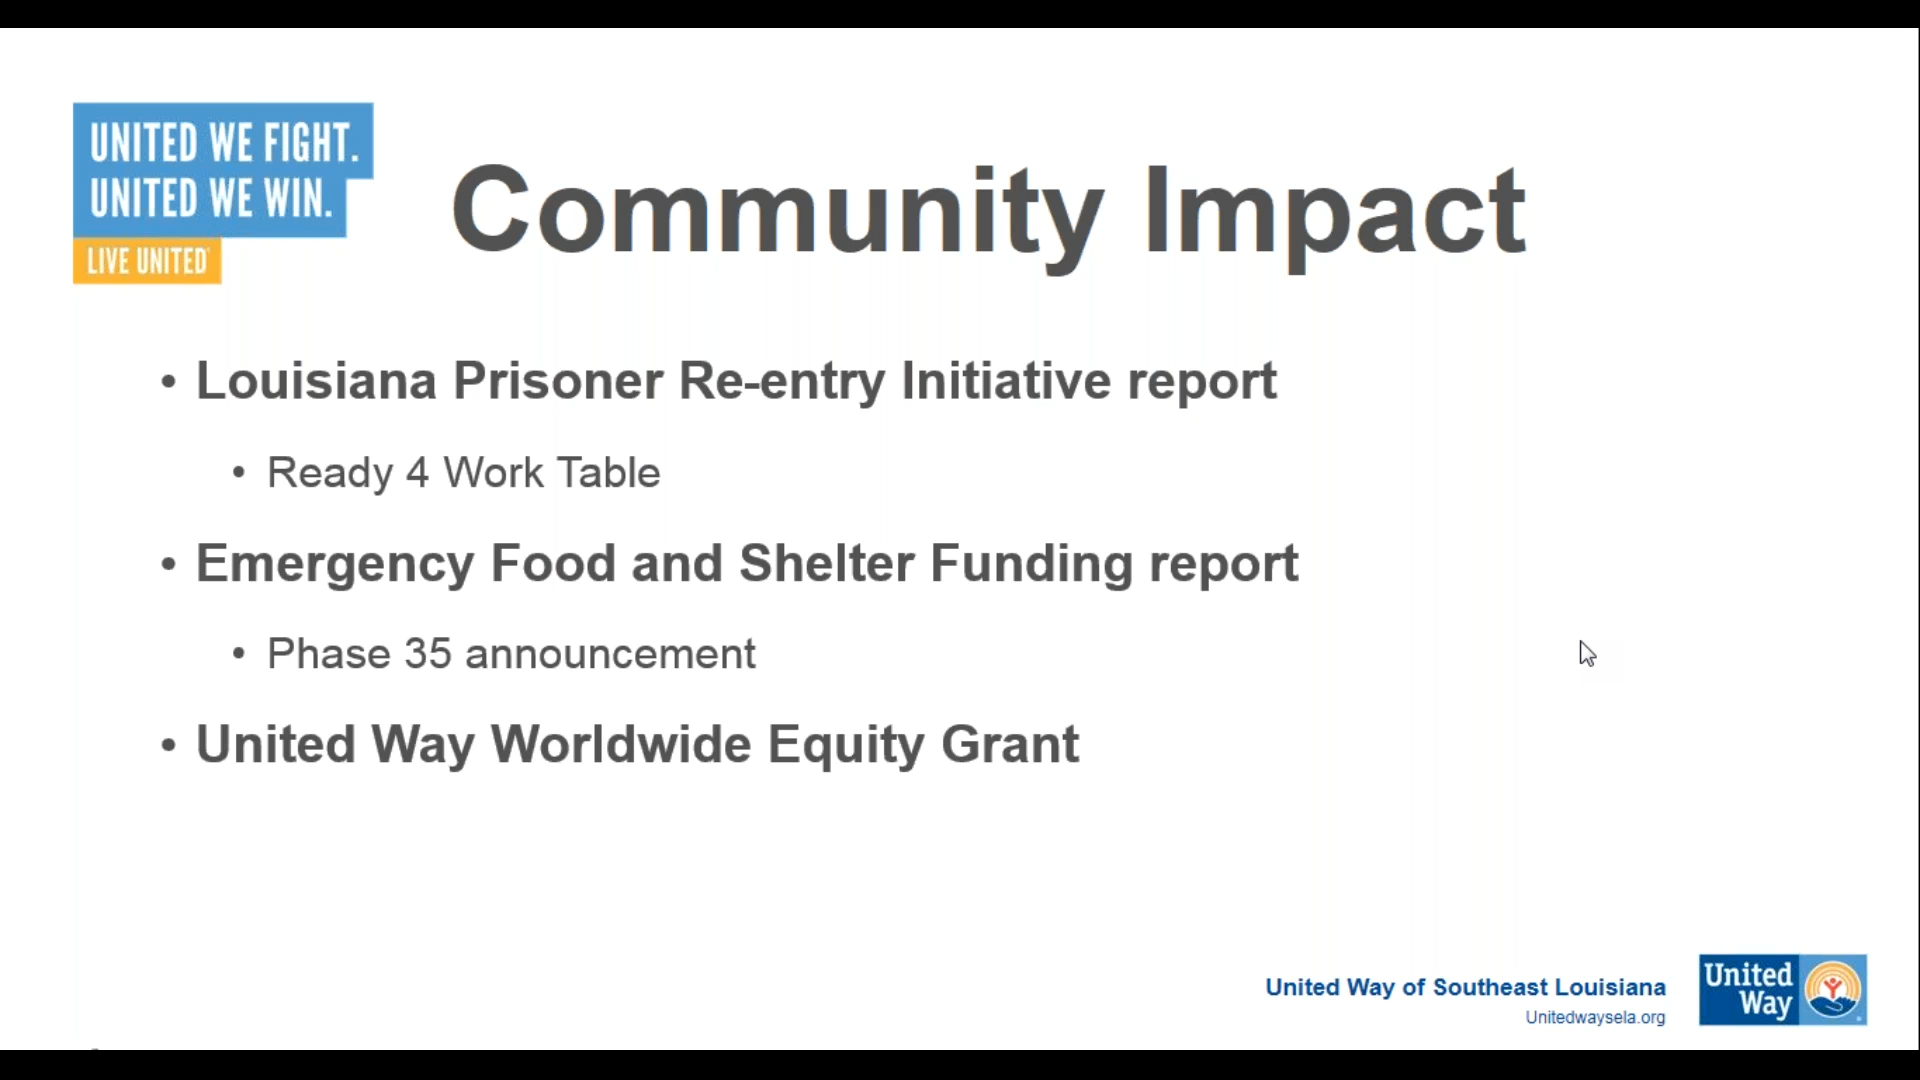 UNITED WE FIGHT.
UNITED WE WIN.
LIVE UNITED
Community Impact
• Louisiana Prisoner Re-entry Initiative report
• Ready 4 Work Table
• Emergency Food and Shelter Funding report
• Phase 35 announcement
• United Way Worldwide Equity Grant
United Way of Southeast Louisiana
Unitedwaysela.org
United
Way